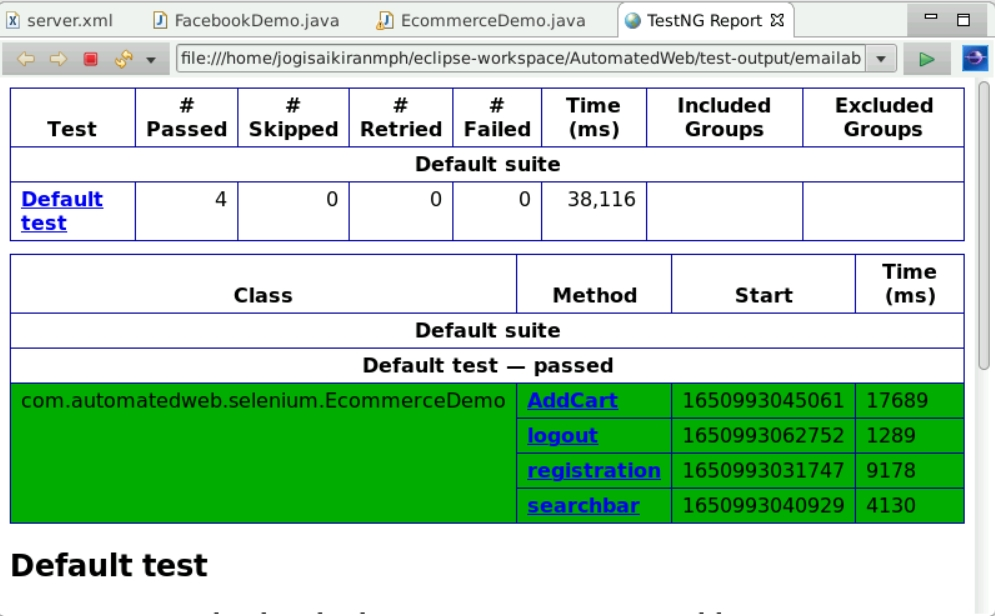 server.xml FacebookDemo.java EcommerceDemo.java TestNG Report
file:///home/jogisaikiranmph/eclipse-workspace/AutomatedWeb/test-output/emailab
Test # Passed # Skipped # Retried # Failed Time (ms) Included Groups Excluded Groups
Default suite
Default test 4 0 0 0 38,116
Class Method Start Time (ms)
Default suite
Default test — passed
com.automatedweb.selenium.EcommerceDemo AddCart 1650993045061 17689
logout 1650993062752 1289
registration 1650993031747 9178
searchbar 1650993040929 4130
Default test